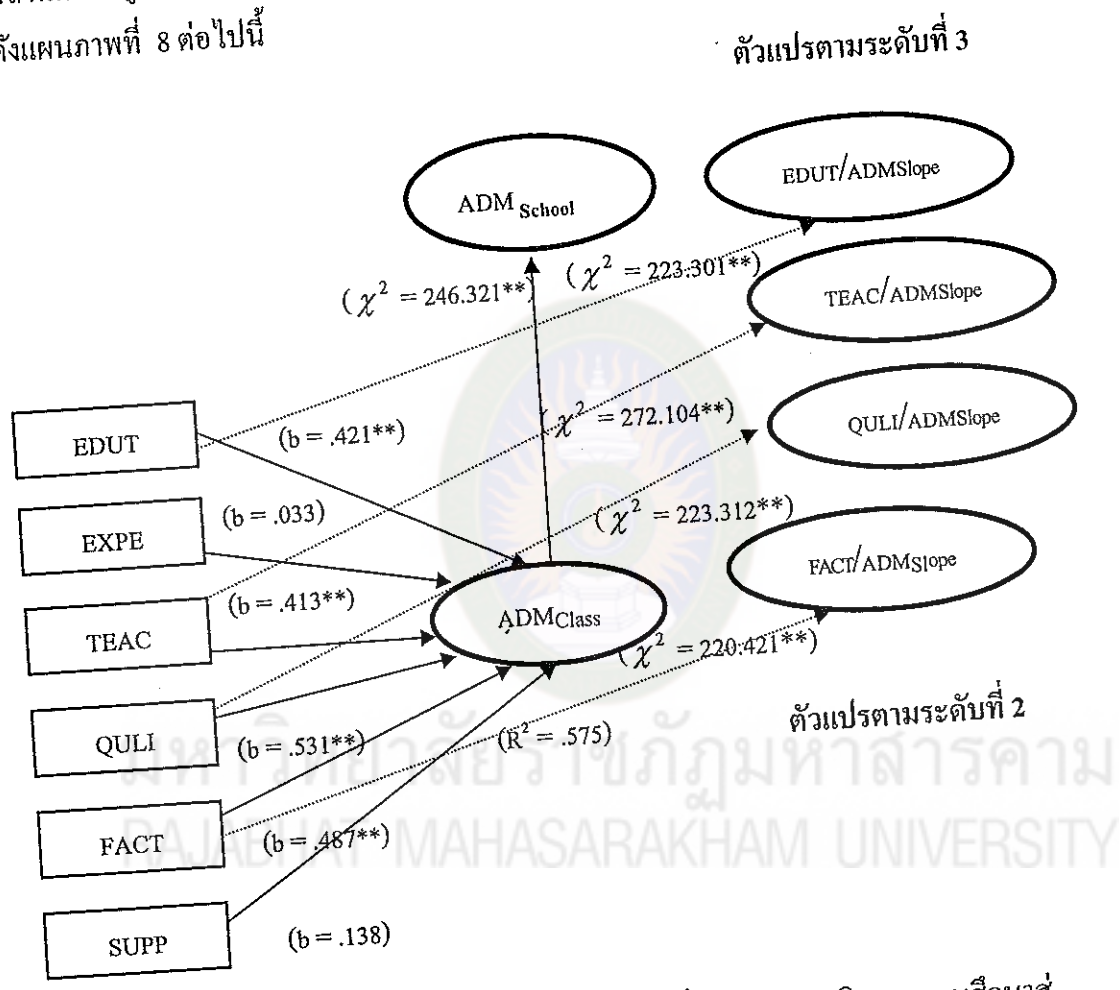 ดังแผนภาพที่ 8 ต่อไปนี้
ตัวแปรตามระดับที่ 3
ADM School
EDUT/ADMSlope
(χ² = 246.321**)
(χ² = 223.301**)
TEAC/ADMSlope
EDUT
(b = .421**)
(χ² = 272.104**)
QULI/ADMSlope
EXPE
(b = .033)
(χ² = 223.312**)
FACT/ADMSlope
TEAC
(b = .413**)
ADMClass
(χ² = 220.421**)
ตัวแปรตามระดับที่ 2
QULI
(b = .531**)
(R² = .575)
มหาวิทยาลัยราชภัฏมหาสารคาม
FACT
(b = .487**)
RAJABHAT MAHASARAKHAM UNIVERSITY
SUPP
(b = .138)